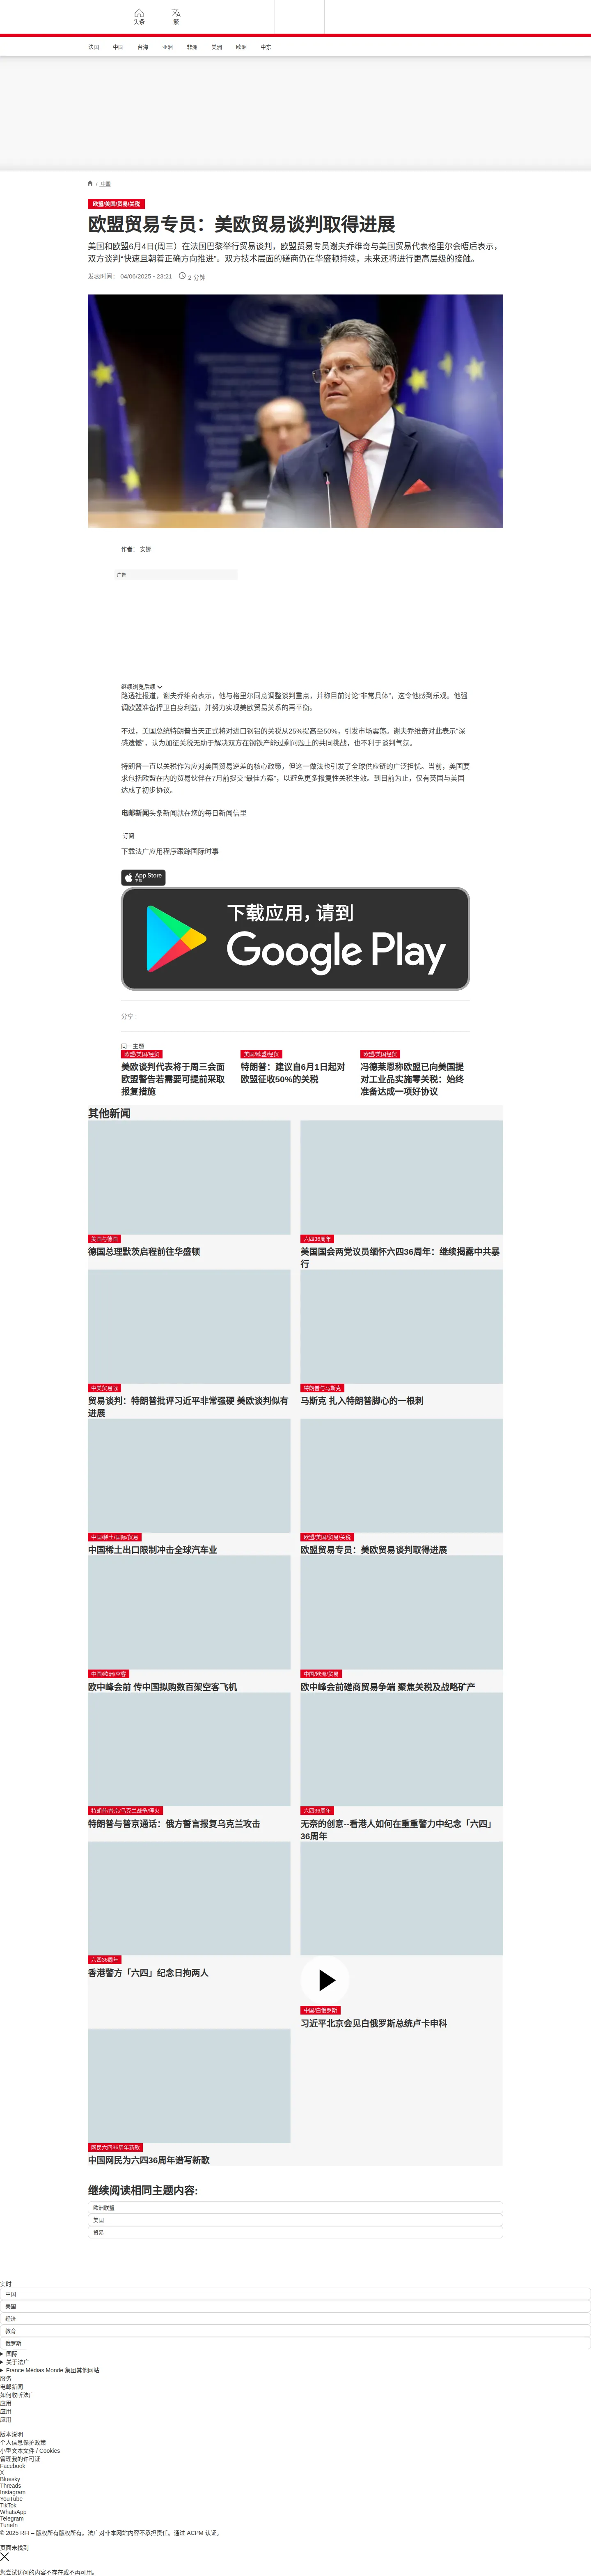 头条
繁
法国 中国 台海 亚洲 非洲 美洲 欧洲 中东
/ 中国
欧盟/美国/贸易/关税
欧盟贸易专员：美欧贸易谈判取得进展
美国和欧盟6月4日(周三）在法国巴黎举行贸易谈判，欧盟贸易专员谢夫乔维奇与美国贸易代表格里尔会晤后表示，
双方谈判“快速且朝着正确方向推进”。双方技术层面的磋商仍在华盛顿持续，未来还将进行更高层级的接触。
发表时间： 04/06/2025 - 23:21 2 分钟
作者： 安娜
广告
继续浏览后续
路透社报道，谢夫乔维奇表示，他与格里尔同意调整谈判重点，并称目前讨论“非常具体”，这令他感到乐观。他强
调欧盟准备捍卫自身利益，并努力实现美欧贸易关系的再平衡。
不过，美国总统特朗普当天正式将对进口钢铝的关税从25%提高至50%，引发市场震荡。谢夫乔维奇对此表示“深
感遗憾”，认为加征关税无助于解决双方在钢铁产能过剩问题上的共同挑战，也不利于谈判气氛。
特朗普一直以关税作为应对美国贸易逆差的核心政策，但这一做法也引发了全球供应链的广泛担忧。当前，美国要
求包括欧盟在内的贸易伙伴在7月前提交“最佳方案”，以避免更多报复性关税生效。到目前为止，仅有英国与美国
达成了初步协议。
电邮新闻头条新闻就在您的每日新闻信里
订阅
下载法广应用程序跟踪国际时事
App Store
下载
下载应用，请到
Google Play
分享 :
同一主题
欧盟/美国/经贸
美欧谈判代表将于周三会面
欧盟警告若需要可提前采取
报复措施
美国/欧盟/经贸
特朗普：建议自6月1日起对
欧盟征收50%的关税
欧盟/美国经贸
冯德莱恩称欧盟已向美国提
对工业品实施零关税：始终
准备达成一项好协议
其他新闻
美国与德国
德国总理默茨启程前往华盛顿
六四36周年
美国国会两党议员缅怀六四36周年：继续揭露中共暴
行
中美贸易战
贸易谈判：特朗普批评习近平非常强硬 美欧谈判似有
进展
特朗普与马斯克
马斯克 扎入特朗普脚心的一根刺
中国/稀土/国际/贸易
中国稀土出口限制冲击全球汽车业
欧盟/美国/贸易/关税
欧盟贸易专员：美欧贸易谈判取得进展
中国/欧洲/空客
欧中峰会前 传中国拟购数百架空客飞机
中国/欧洲/贸易
欧中峰会前磋商贸易争端 聚焦关税及战略矿产
特朗普/普京/乌克兰战争/停火
特朗普与普京通话：俄方誓言报复乌克兰攻击
六四36周年
无奈的创意--看港人如何在重重警力中纪念「六四」
36周年
六四36周年
香港警方「六四」纪念日拘两人
中国/白俄罗斯
习近平北京会见白俄罗斯总统卢卡申科
网民六四36周年新歌
中国网民为六四36周年谱写新歌
继续阅读相同主题内容:
欧洲联盟
美国
贸易
实时
中国
美国
经济
教育
俄罗斯
国际
关于法广
France Médias Monde 集团其他网站
服务
电邮新闻
如何收听法广
应用
应用
应用
版本说明
个人信息保护政策
小型文本文件 / Cookies
管理我的许可证
Facebook
X
Bluesky
Threads
Instagram
YouTube
TikTok
WhatsApp
Telegram
TuneIn
© 2025 RFI – 版权所有版权所有。法广对非本网站内容不承担责任。通过 ACPM 认证。
页面未找到
您尝试访问的内容不存在或不再可用。